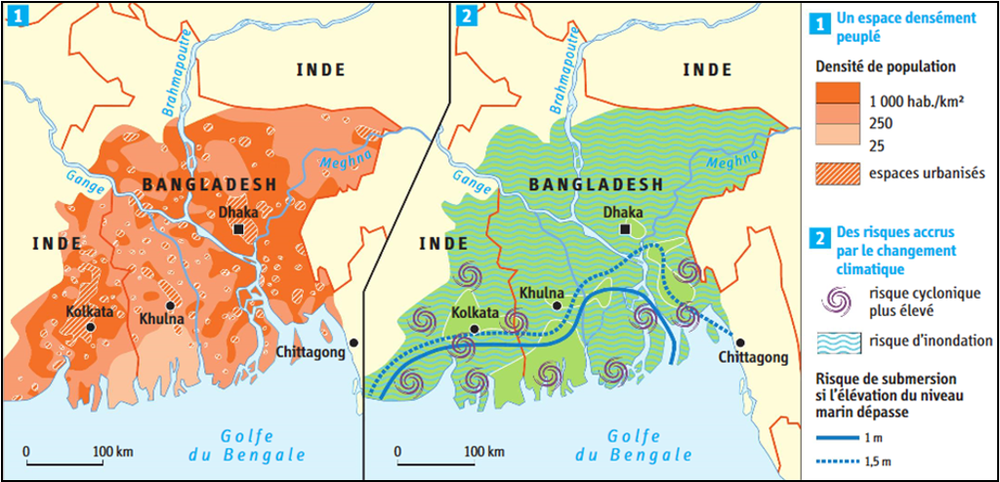 1
INDE
Brahmapoutre
Gange
Meghna
BANGLADESH
Dhaka
INDE
Kolkata
Khulna
Chittagong
Golfe
du Bengale
0 100 km
2
INDE
Brahmapoutre
Gange
Meghna
BANGLADESH
Dhaka
INDE
Khulna
Kolkata
Chittagong
Golfe
du Bengale
0 100 km
1 Un espace densément
peuplé
Densité de population
1 000 hab./km²
250
25
espaces urbanisés
2 Des risques accrus
par le changement
climatique
risque cyclonique
plus élevé
risque d'inondation
Risque de submersion
si l'élévation du niveau
marin dépasse
1 m
1,5 m